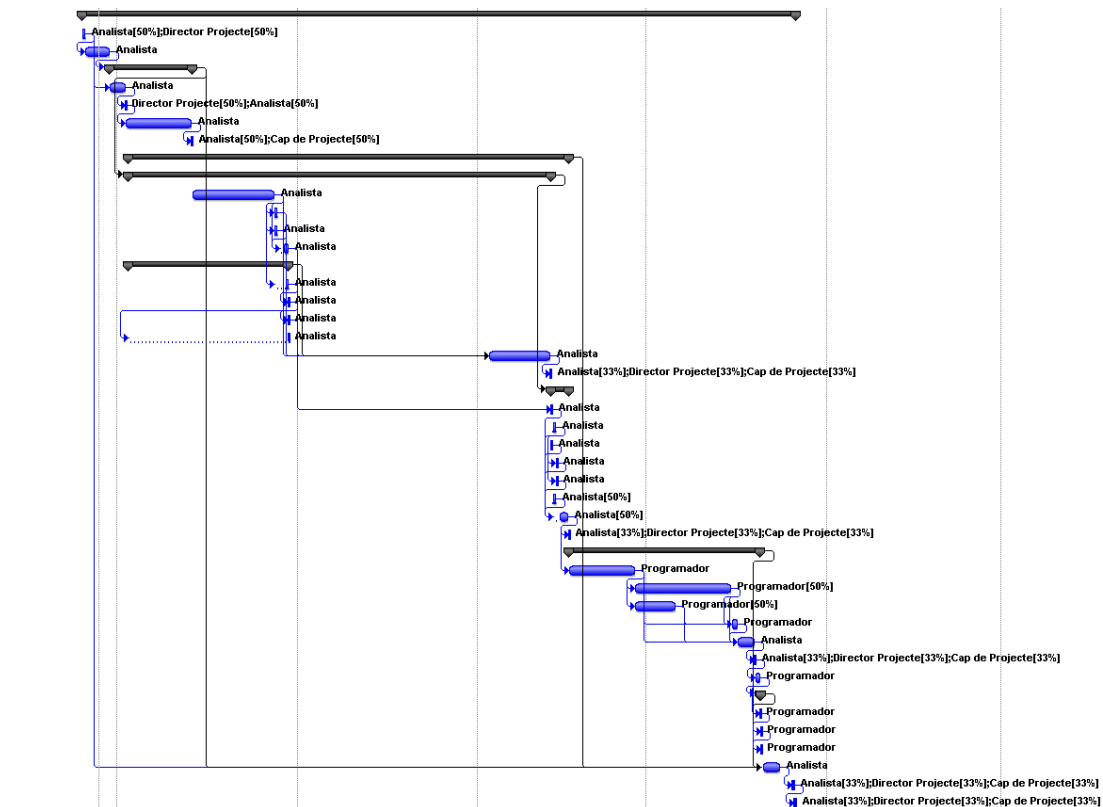 Analista[50%];Director Projecte[50%]
Analista
Analista
Director Projecte[50%];Analista[50%]
Analista
Analista[50%];Cap de Projecte[50%]
Analista
Analista
Analista
Analista
Analista
Analista
Analista
Analista
Analista[33%];Director Projecte[33%];Cap de Projecte[33%]
Analista
Analista
Analista
Analista
Analista
Analista[50%]
Analista[50%]
Analista[33%];Director Projecte[33%];Cap de Projecte[33%]
Programador
Programador[50%]
Programador[50%]
Programador
Analista
Analista[33%];Director Projecte[33%];Cap de Projecte[33%]
Programador
Programador
Programador
Programador
Analista
Analista[33%];Director Projecte[33%];Cap de Projecte[33%]
Analista[33%];Director Projecte[33%];Cap de Projecte[33%]